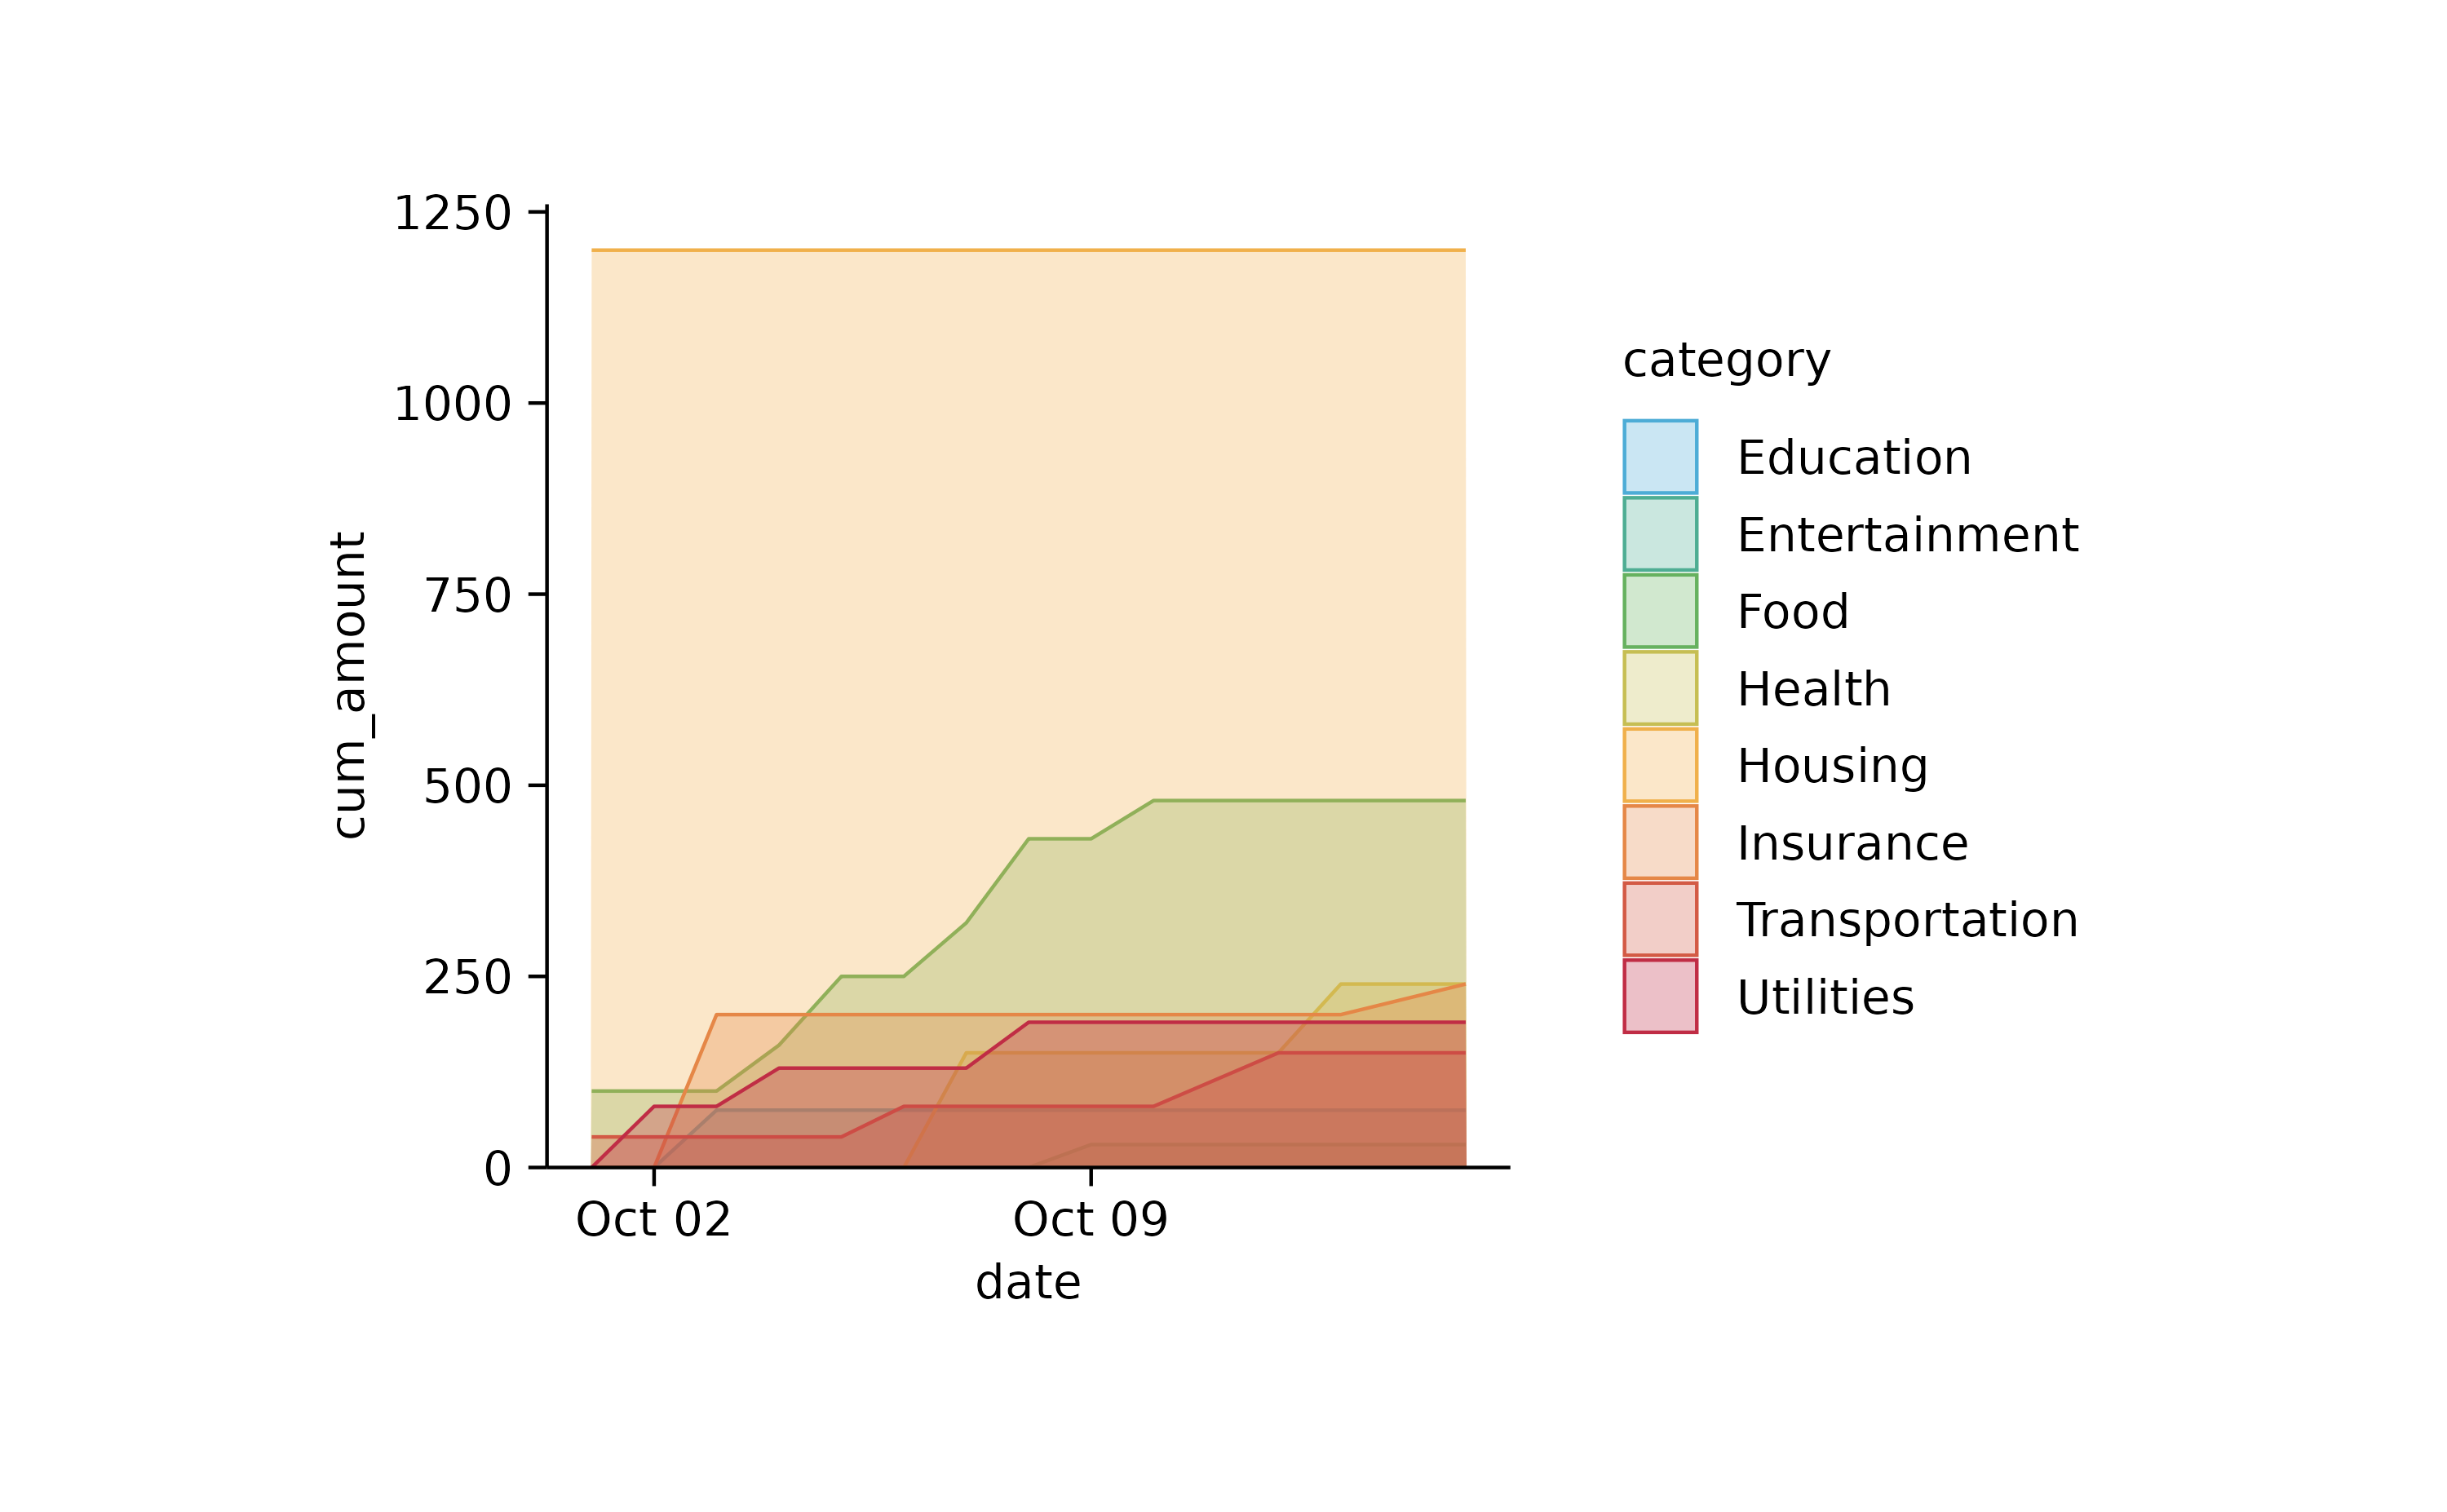 1250
1000
750
500
250
0
cum_amount
Oct 02
Oct 09
date
category
Education
Entertainment
Food
Health
Housing
Insurance
Transportation
Utilities